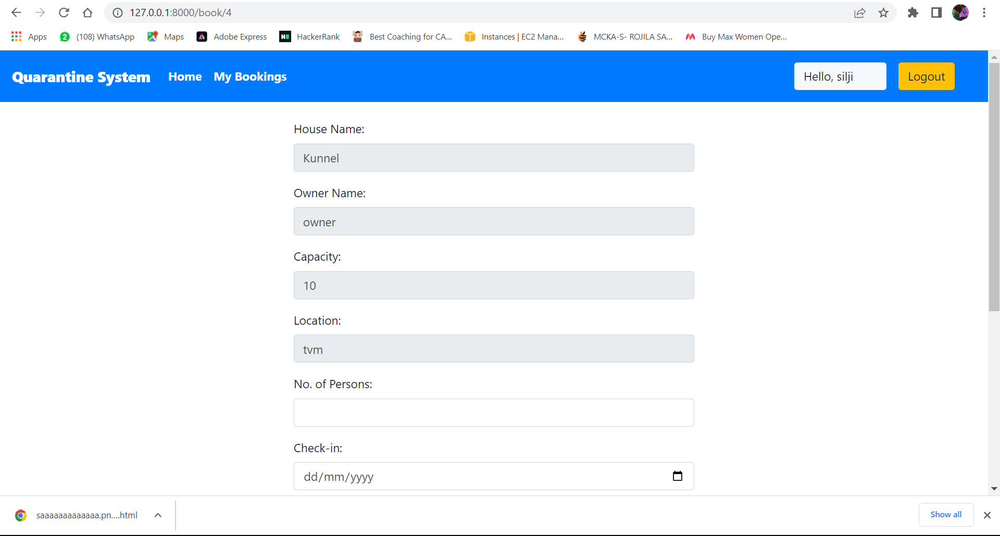 127.0.0.1:8000/book/4
Apps (108) WhatsApp Maps Adobe Express HackerRank Best Coaching for CA... Instances | EC2 Mana... MCKA-S- ROJILA SA... Buy Max Women Ope...
Quarantine System Home My Bookings Hello, silji Logout
House Name:
Kunnel
Owner Name:
owner
Capacity:
10
Location:
tvm
No. of Persons:
Check-in:
dd/mm/yyyy
saaaaaaaaaaaaa.pn....html Show all